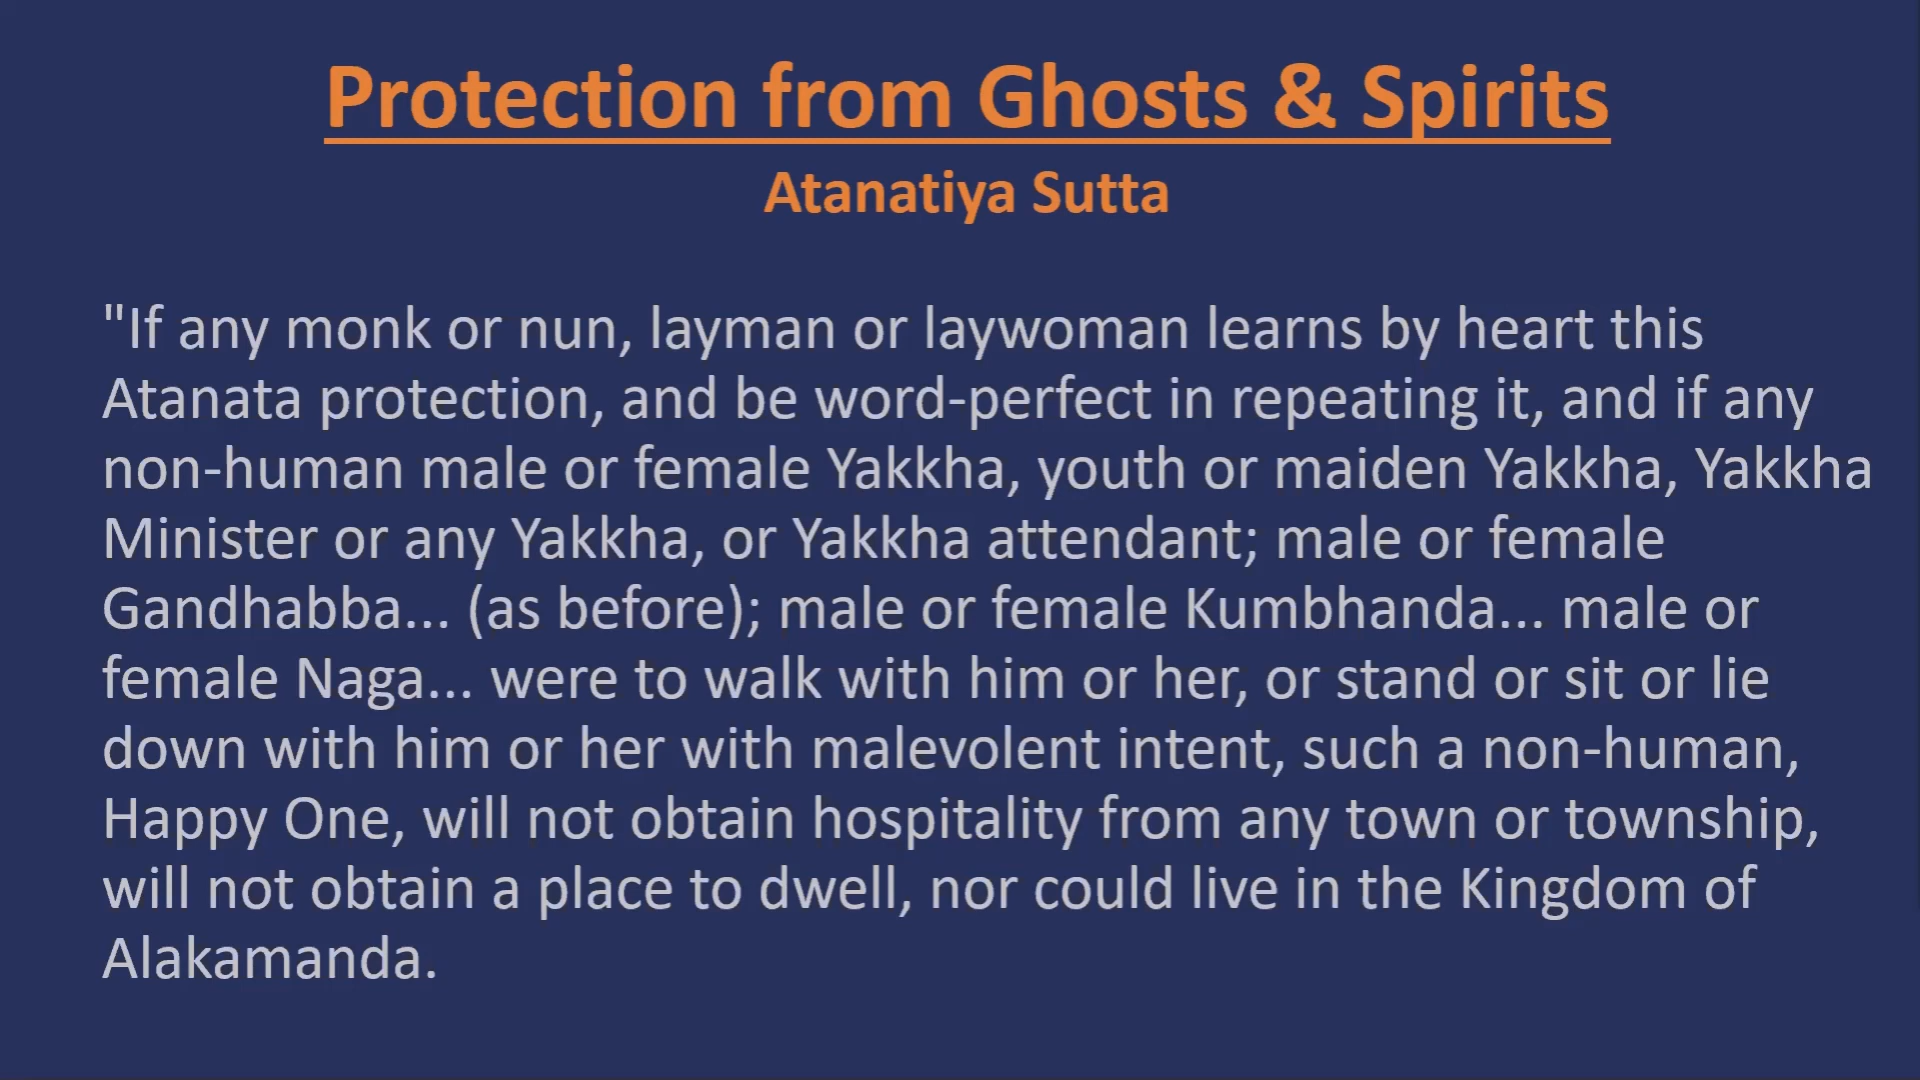 Protection from Ghosts & Spirits
Atanatiya Sutta
"If any monk or nun, layman or laywoman learns by heart this
Atanata protection, and be word-perfect in repeating it, and if any
non-human male or female Yakkha, youth or maiden Yakkha, Yakkha
Minister or any Yakkha, or Yakkha attendant; male or female
Gandhabba... (as before); male or female Kumbhanda... male or
female Naga... were to walk with him or her, or stand or sit or lie
down with him or her with malevolent intent, such a non-human,
Happy One, will not obtain hospitality from any town or township,
will not obtain a place to dwell, nor could live in the Kingdom of
Alakamanda.